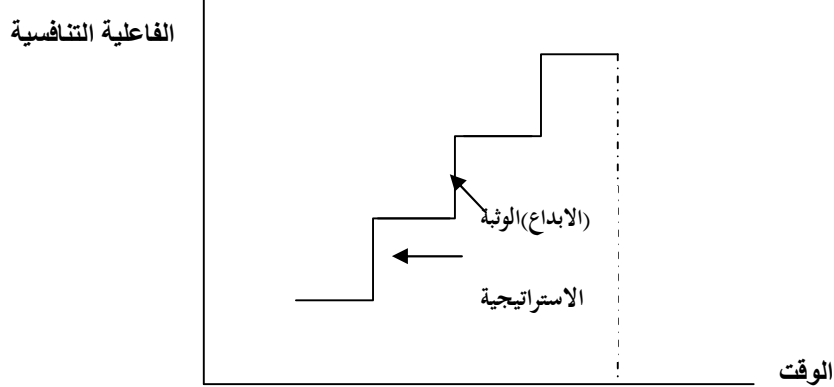 الفاعلية التنافسية
(الابداع)الوثبة
الاستراتيجية
الوقت